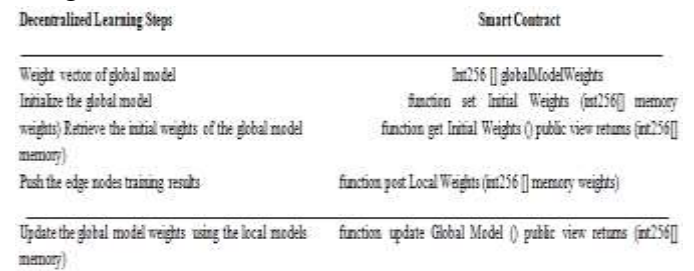 Decentralized Learning Steps Smart Contract
Weight vector of global model Int256 [] globalModelWeights
Initialize the global model function set Initial Weights (int256[] memory
weights) Retrieve the initial weights of the global model function get Initial Weights () public view returns (int256[]
memory)
Push the edge nodes training results function post Local Weights (int256 [] memory weights)
Update the global model weights using the local models function update Global Model () public view returns (int256[]
memory)